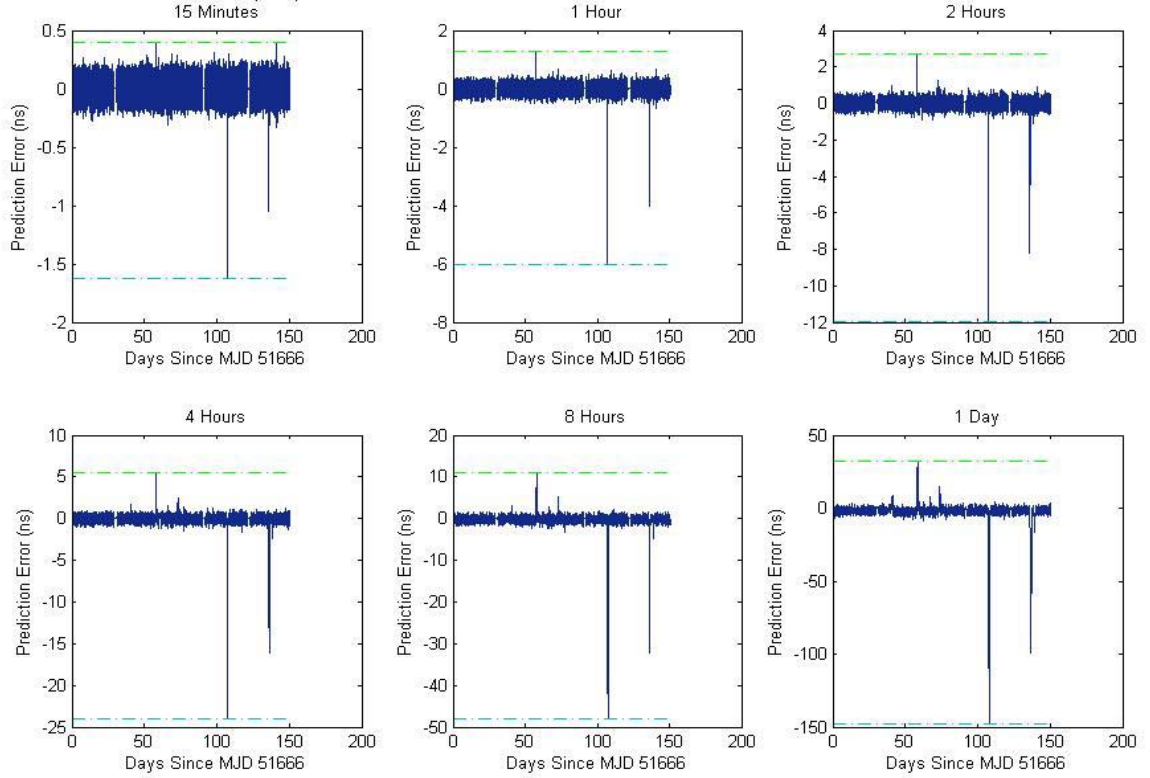 15 Minutes
0.5
0
-0.5
-1
-1.5
-2
Prediction Error (ns)
0 50 100 150 200
Days Since MJD 51666
1 Hour
2
0
-2
-4
-6
-8
Prediction Error (ns)
0 50 100 150 200
Days Since MJD 51666
2 Hours
4
2
0
-2
-4
-6
-8
-10
-12
Prediction Error (ns)
0 50 100 150 200
Days Since MJD 51666
4 Hours
10
5
0
-5
-10
-15
-20
-25
Prediction Error (ns)
0 50 100 150 200
Days Since MJD 51666
8 Hours
20
10
0
-10
-20
-30
-40
-50
Prediction Error (ns)
0 50 100 150 200
Days Since MJD 51666
1 Day
50
0
-50
-100
-150
Prediction Error (ns)
0 50 100 150 200
Days Since MJD 51666